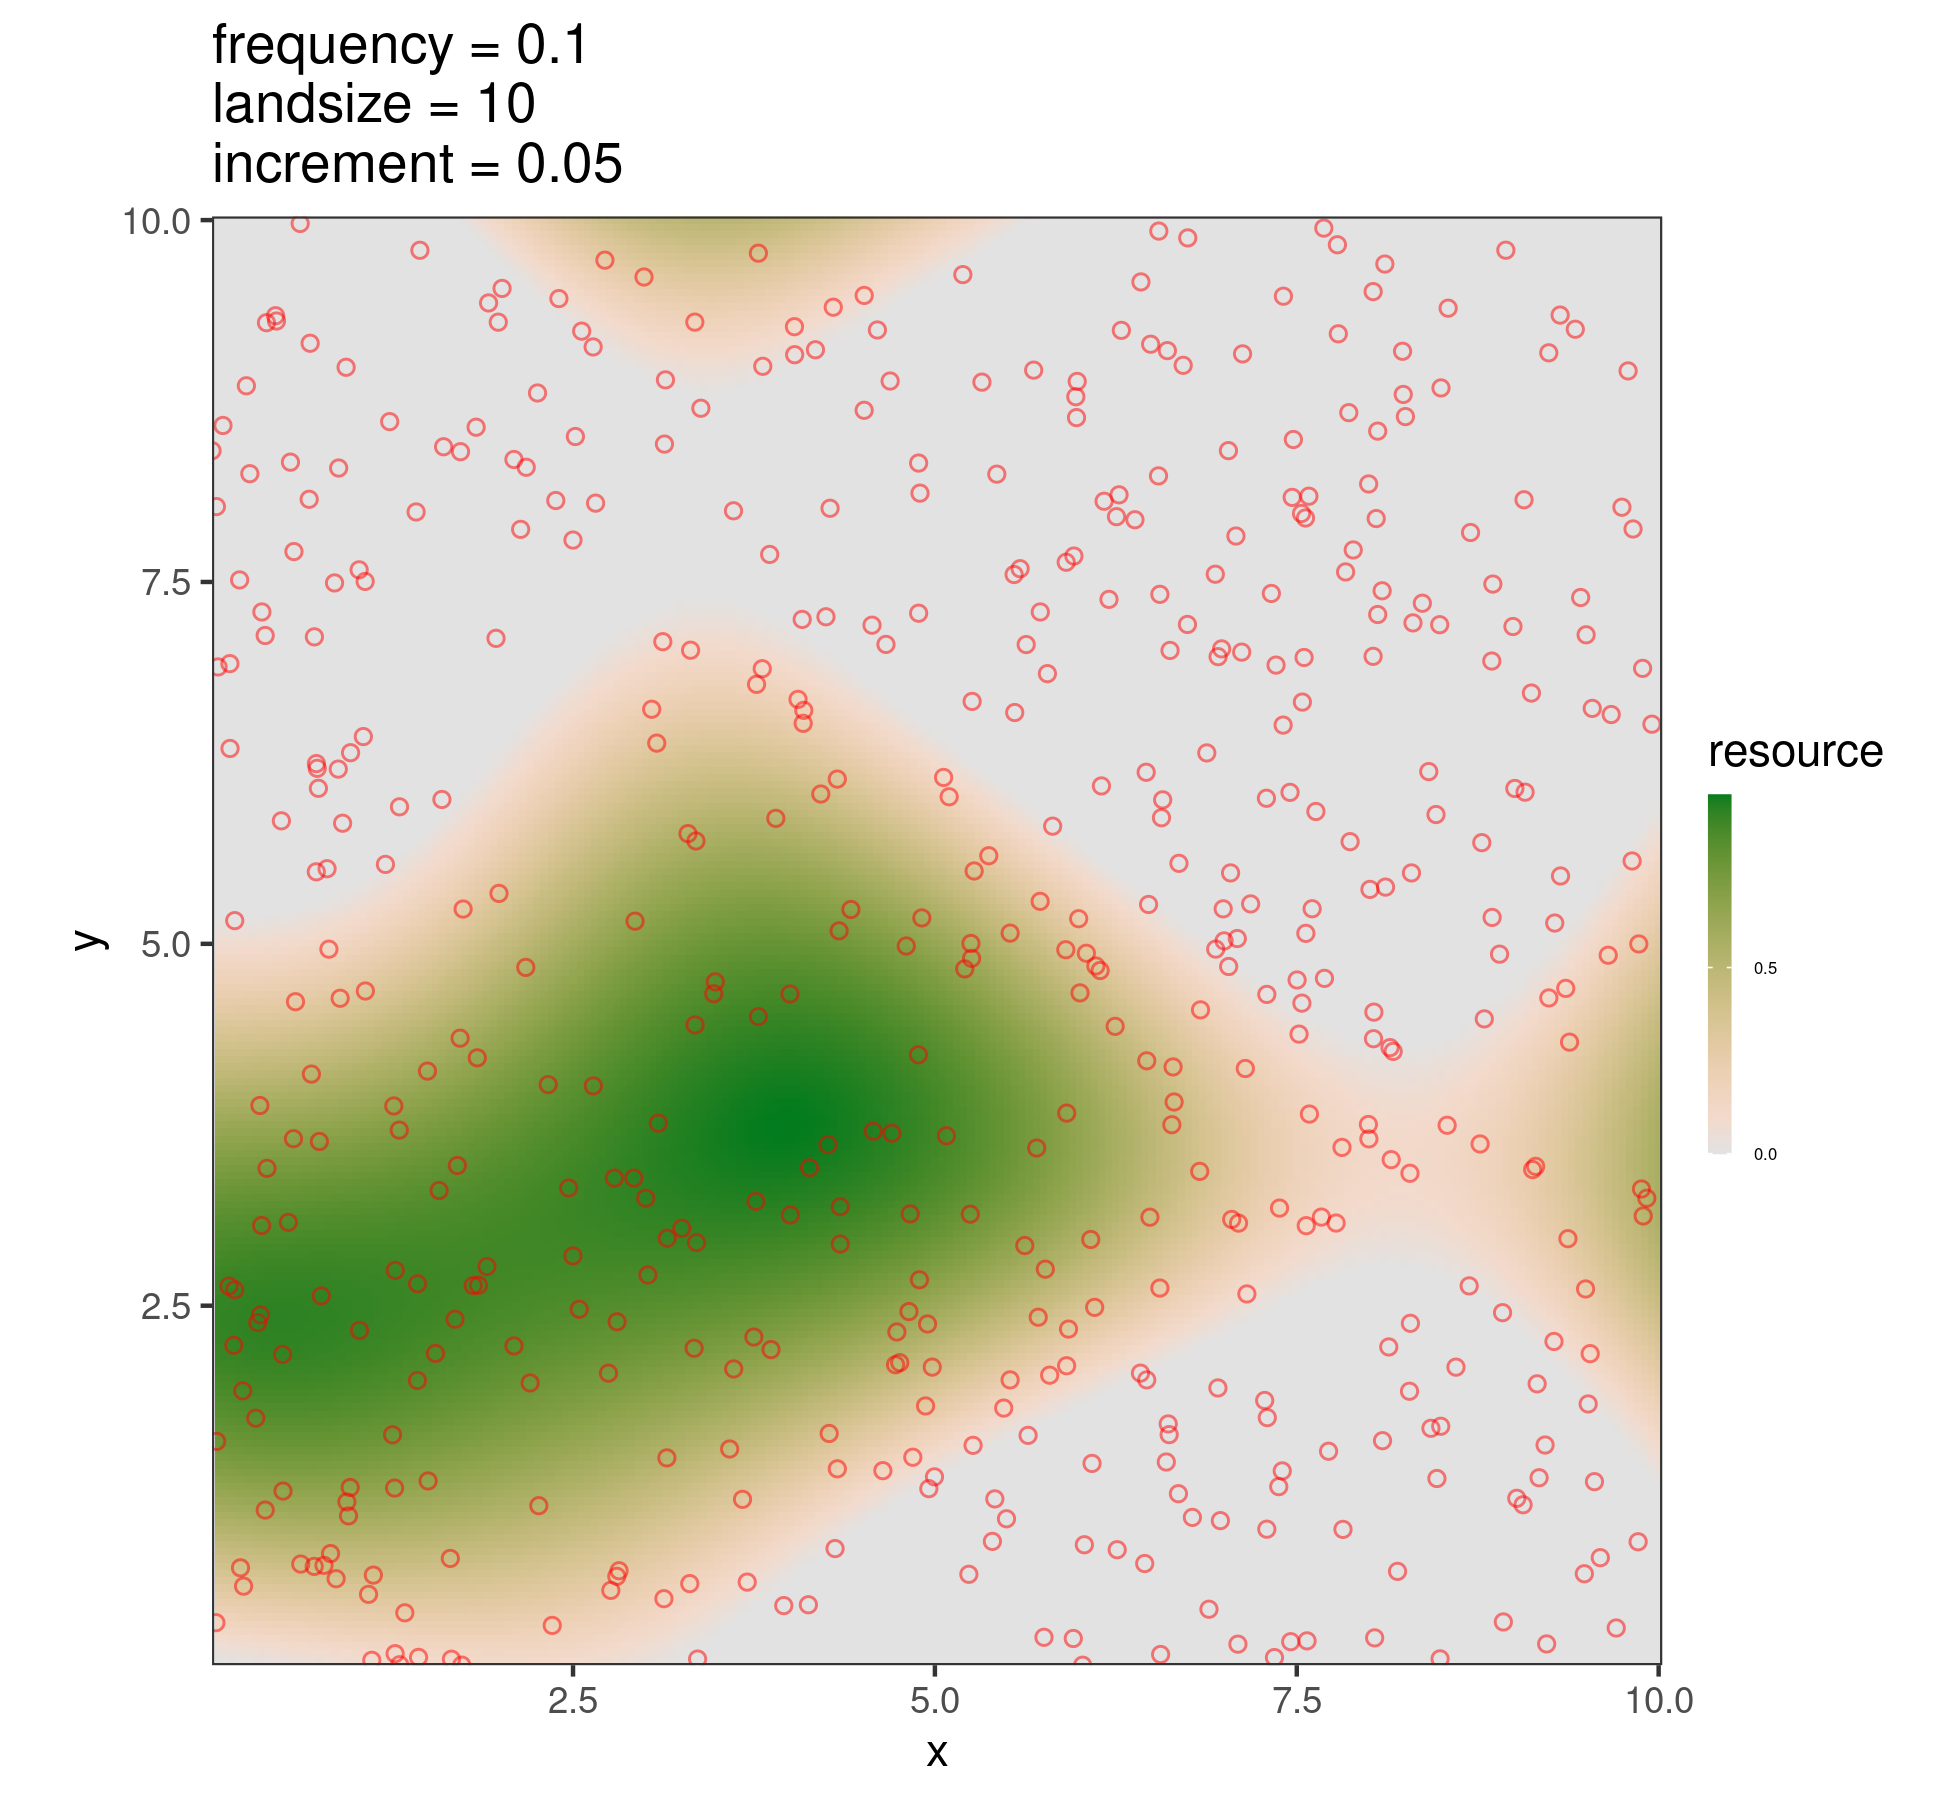 frequency = 0.1
landsize = 10
increment = 0.05
10.0
7.5
5.0
2.5
y
2.5 5.0 7.5 10.0
x
resource
0.5
0.0